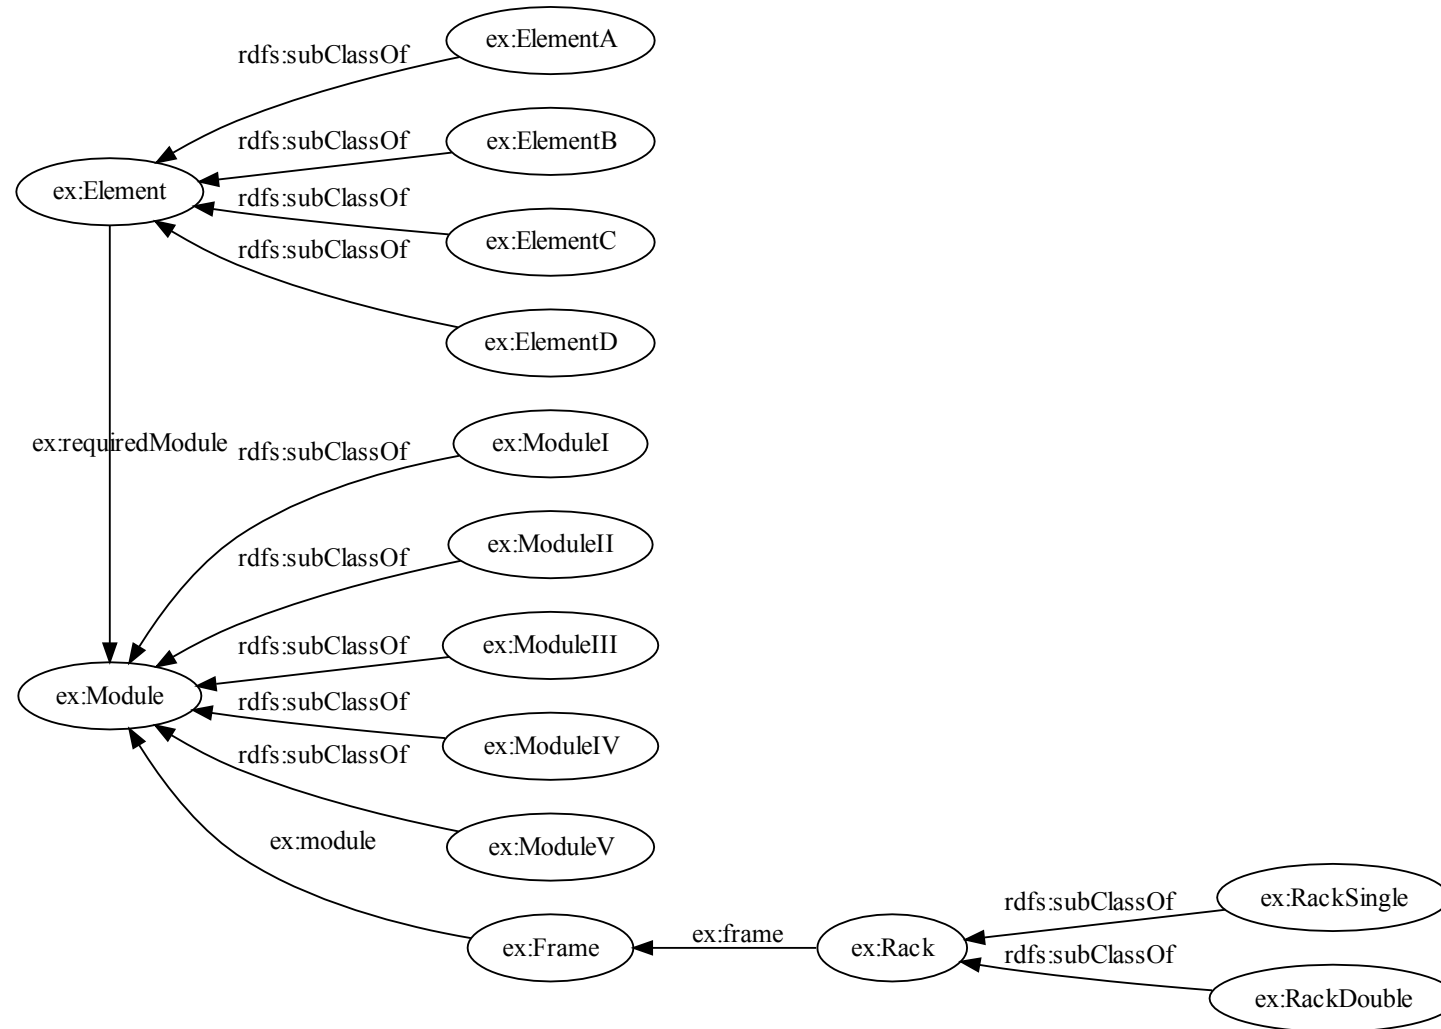 ex:ElementA
rdfs:subClassOf
ex:ElementB
rdfs:subClassOf
ex:Element
rdfs:subClassOf
ex:ElementC
rdfs:subClassOf
ex:ElementD
ex:requiredModule
rdfs:subClassOf
ex:ModuleI
ex:ModuleII
rdfs:subClassOf
ex:ModuleIII
rdfs:subClassOf
ex:Module
rdfs:subClassOf
ex:ModuleIV
rdfs:subClassOf
ex:module
ex:ModuleV
ex:Frame
ex:frame
ex:Rack
rdfs:subClassOf
ex:RackSingle
rdfs:subClassOf
ex:RackDouble